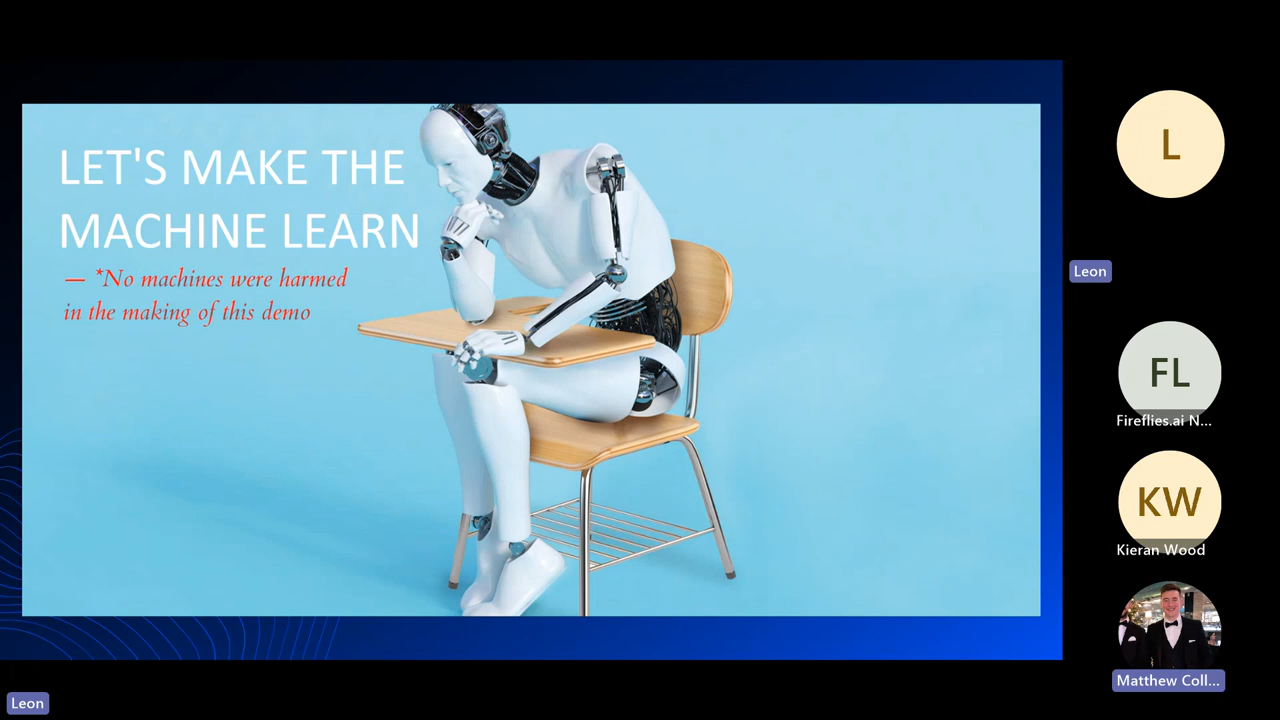 LET'S MAKE THE
MACHINE LEARN
— *No machines were harmed
in the making of this demo
L
Leon
FL
Fireflies.ai N...
KW
Kieran Wood
Matthew Coll...
Leon